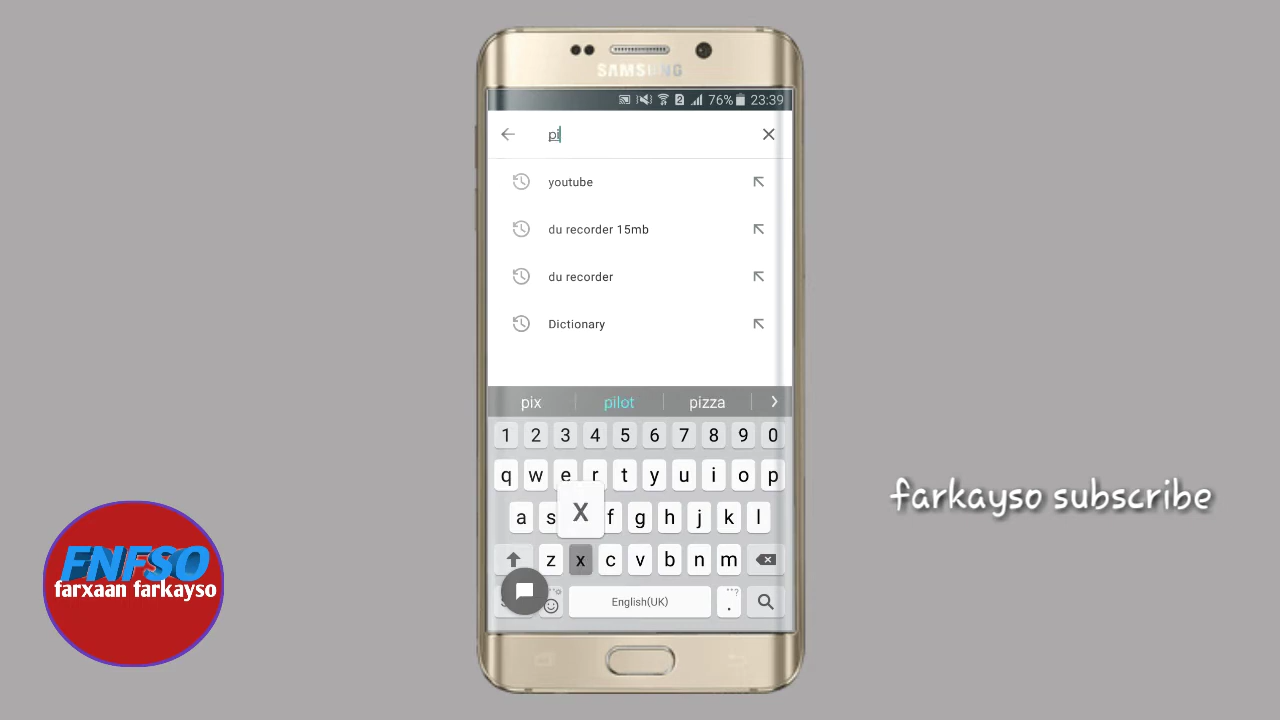 SAMSUNG
2 76% 23:39
pi
youtube
du recorder 15mb
du recorder
Dictionary
pix pilot pizza
1 2 3 4 5 6 7 8 9 0
q w e r t y u i o p
a s X f g h j k l
z x c v b n m
English(UK) .
farkayso subscribe
FNFSO
farxaan farkayso